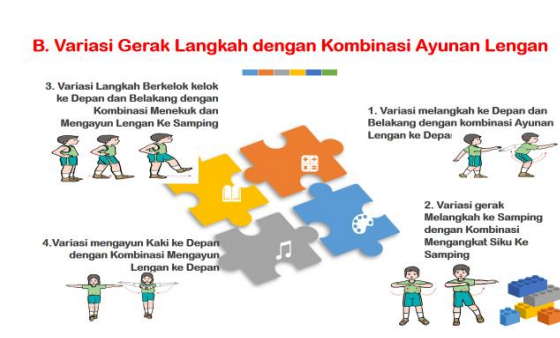 B. Variasi Gerak Langkah dengan Kombinasi Ayunan Lengan
3. Variasi Langkah Berkelok kelok
ke Depan dan Belakang dengan
Kombinasi Menekuk dan
Mengayun Lengan Ke Samping
1. Variasi melangkah ke Depan dan
Belakang dengan kombinasi Ayunan
Lengan ke Depa
2. Variasi gerak
Melangkah ke Samping
dengan Kombinasi
Mengangkat Siku Ke
Samping
4.Variasi mengayun Kaki ke Depan
dengan Kombinasi Mengayun
Lengan ke Depan